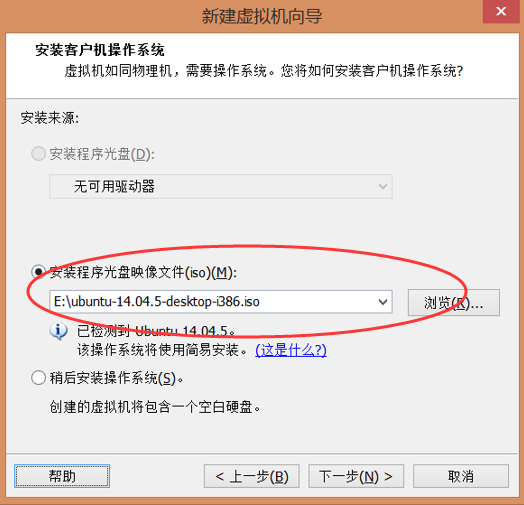 新建虚拟机向导
安装客户机操作系统
虚拟机如同物理机，需要操作系统。您将如何安装客户机操作系统?
安装来源:
安装程序光盘(D):
无可用驱动器
安装程序光盘映像文件(iso)(M):
E:\ubuntu-14.04.5-desktop-i386.iso
浏览(R)...
已检测到 Ubuntu 14.04.5。
该操作系统将使用简易安装。(这是什么?)
稍后安装操作系统(S)。
创建的虚拟机将包含一个空白硬盘。
帮助
< 上一步(B)
下一步(N) >
取消